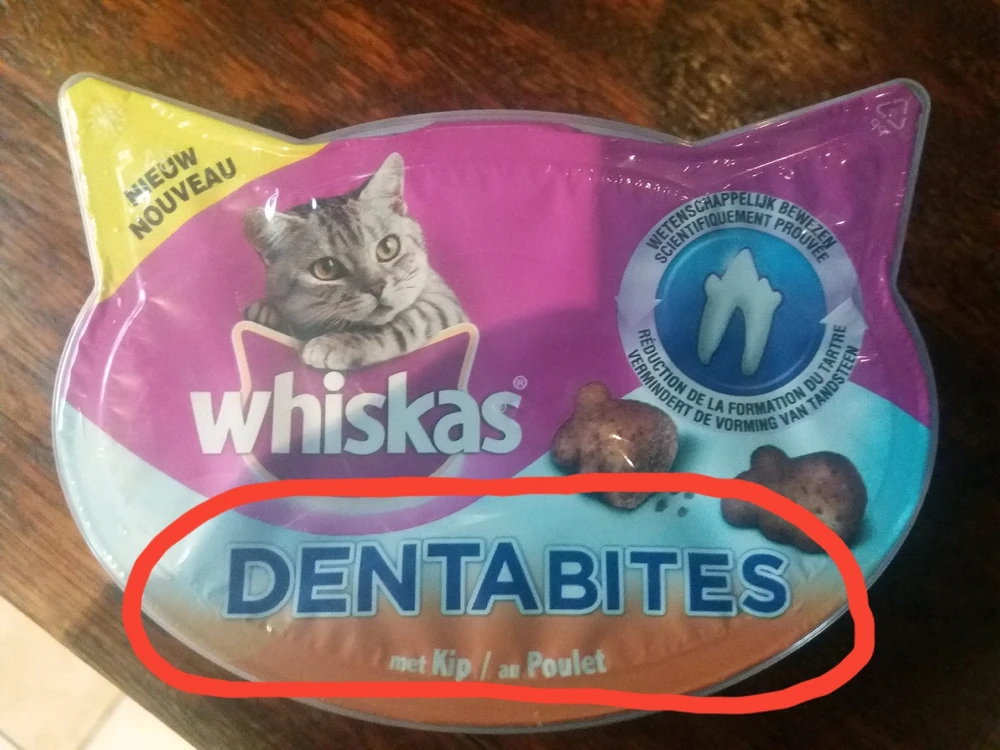 NIEUW
NOUVEAU
WETENSCHAPPELIJK BEWEZEN
SCIENTIFIQUEMENT PROUVÉE
RÉDUCTION DE LA FORMATION DU TARTRE
VERMINDERT DE VORMING VAN TANDSTEEN
whiskas®
DENTABITES
met Kip / au Poulet